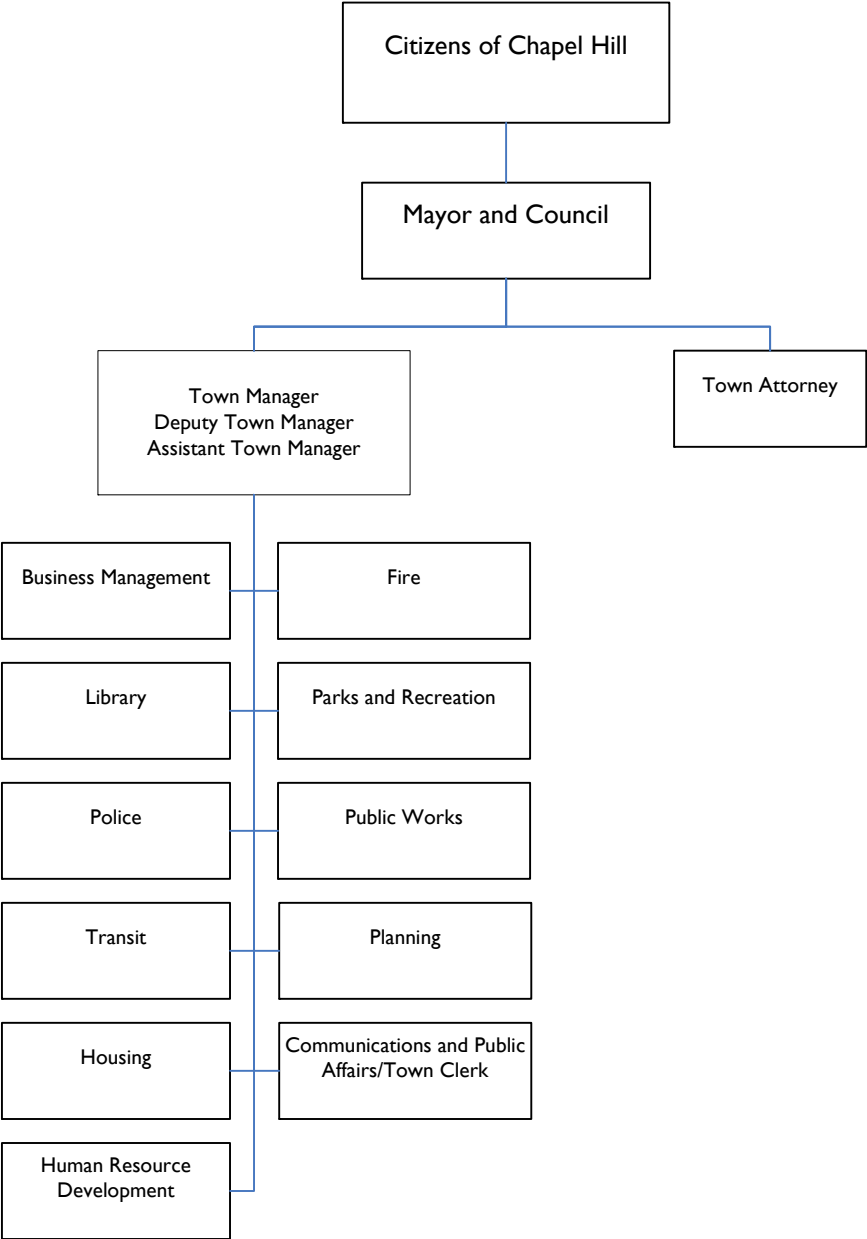 Citizens of Chapel Hill
Mayor and Council
Town Manager
Deputy Town Manager
Assistant Town Manager
Town Attorney
Business Management
Fire
Library
Parks and Recreation
Police
Public Works
Transit
Planning
Housing
Communications and Public
Affairs/Town Clerk
Human Resource
Development